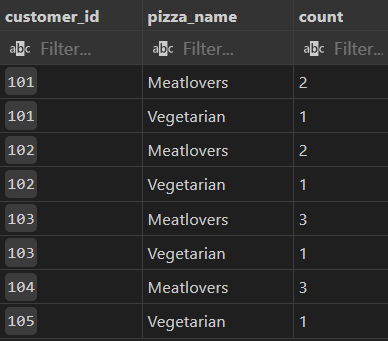 customer_id pizza_name count
abc Filter... abc Filter... abc Filter...
101 Meatlovers 2
101 Vegetarian 1
102 Meatlovers 2
102 Vegetarian 1
103 Meatlovers 3
103 Vegetarian 1
104 Meatlovers 3
105 Vegetarian 1